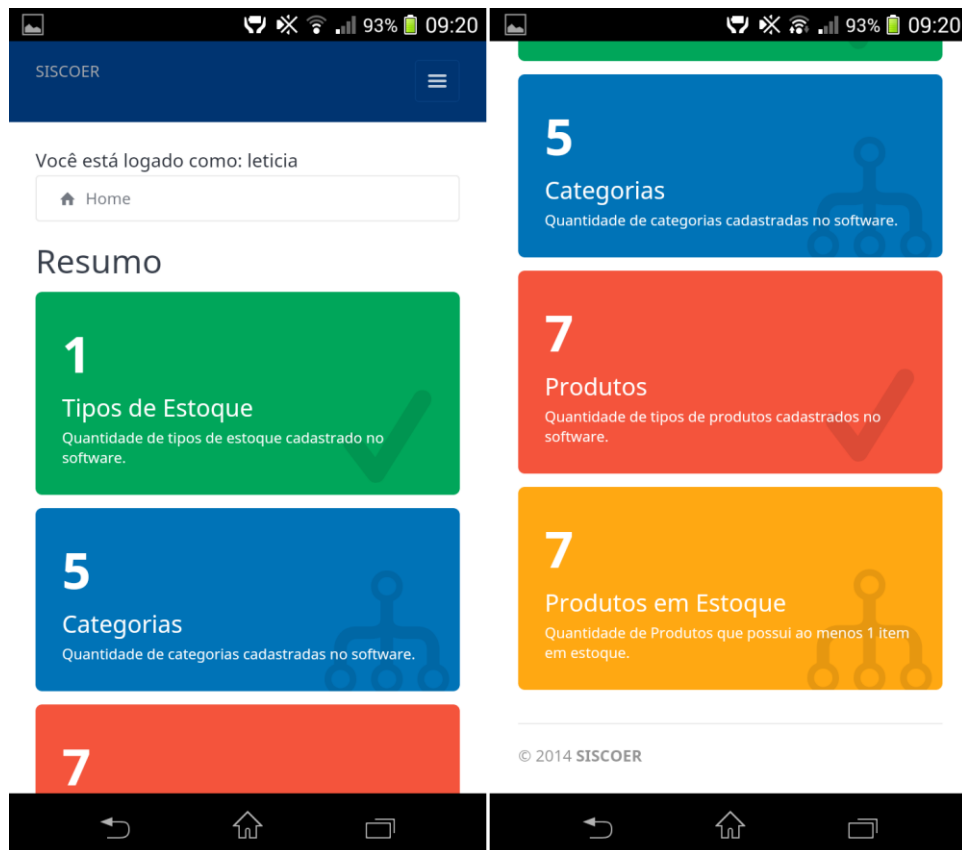 93% 09:20
SISCOER
Você está logado como: leticia
Home
Resumo
1
Tipos de Estoque
Quantidade de tipos de estoque cadastrado no
software.
5
Categorias
Quantidade de categorias cadastradas no software.
7
93% 09:20
5
Categorias
Quantidade de categorias cadastradas no software.
7
Produtos
Quantidade de tipos de produtos cadastrados no
software.
7
Produtos em Estoque
Quantidade de Produtos que possui ao menos 1 item
em estoque.
© 2014 SISCOER